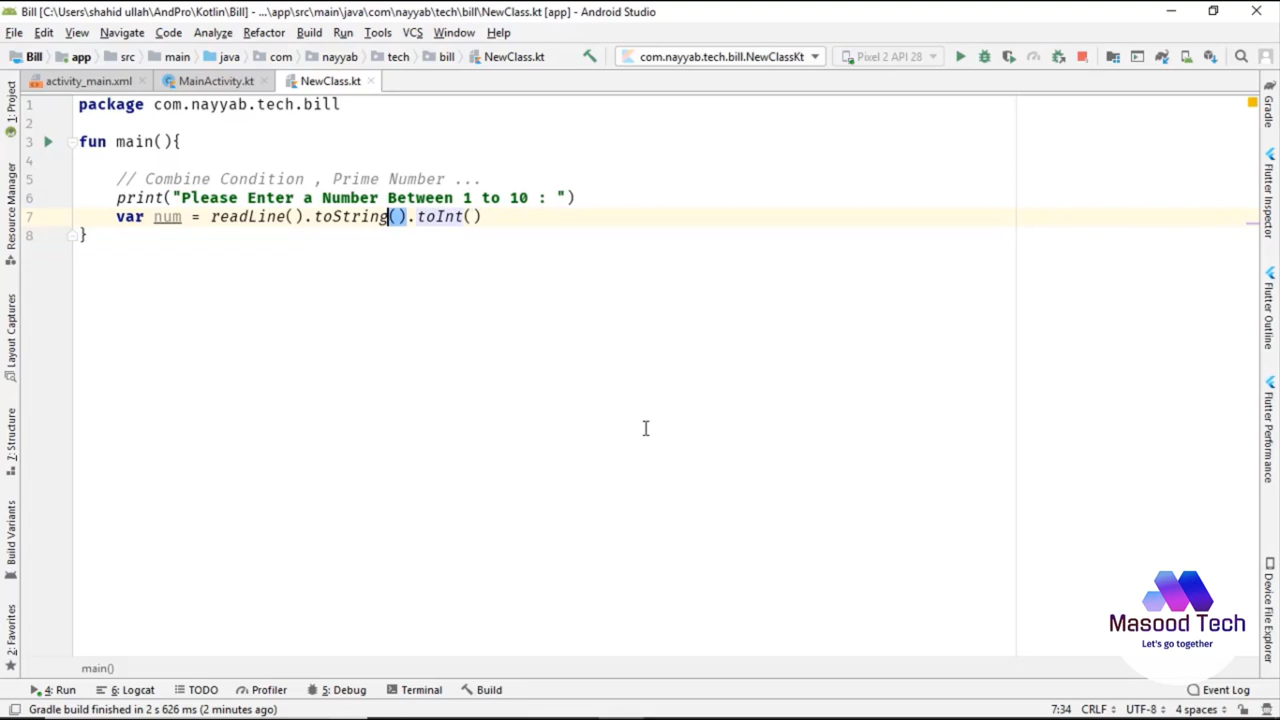 Bill [C:\Users\shahid ullah\AndPro\Kotlin\Bill] - ...\app\src\main\java\com\nayyab\tech\bill\NewClass.kt [app] - Android Studio
File Edit View Navigate Code Analyze Refactor Build Run Tools VCS Window Help
Bill app src main java com nayyab tech bill NewClass.kt com.nayyab.tech.bill.NewClassKt Pixel 2 API 28
activity_main.xml MainActivity.kt NewClass.kt
1 package com.nayyab.tech.bill
2
3 fun main(){
4
5 // Combine Condition , Prime Number ...
6 print("Please Enter a Number Between 1 to 10 : ")
7 var num = readLine().toString().toInt()
8 }
1: Project
Resource Manager
Layout Captures
7: Structure
Build Variants
2: Favorites
Gradle
Flutter Inspector
Flutter Outline
Flutter Performance
Device File Explorer
Masood Tech
Let's go together
main()
4: Run 6: Logcat TODO Profiler 5: Debug Terminal Build Event Log
Gradle build finished in 2 s 626 ms (2 minutes ago) 7:34 CRLF UTF-8 4 spaces